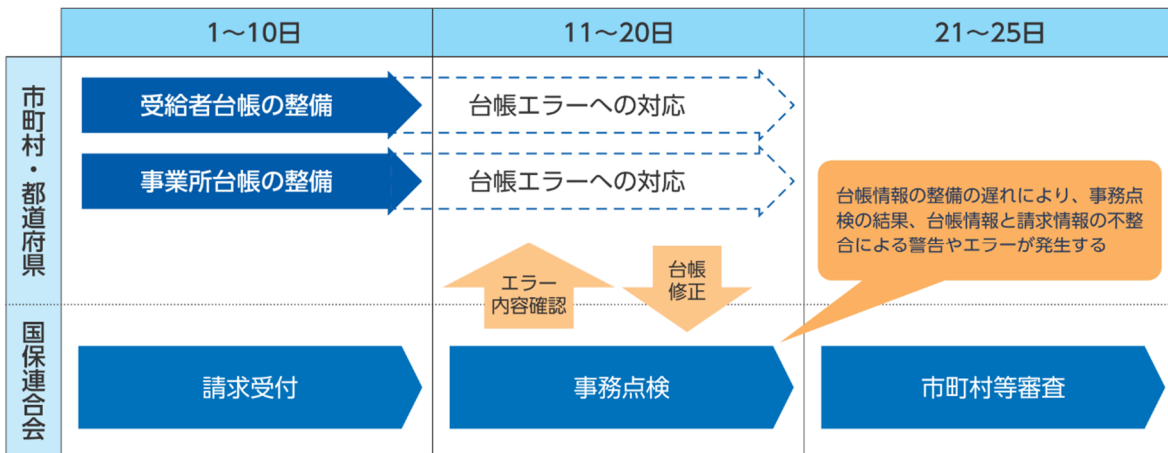 1～10日
11～20日
21～25日
市町村・都道府県
受給者台帳の整備
台帳エラーへの対応
事業所台帳の整備
台帳エラーへの対応
台帳情報の整備の遅れにより、事務点
検の結果、台帳情報と請求情報の不整
合による警告やエラーが発生する
エラー
内容確認
台帳
修正
国保連合会
請求受付
事務点検
市町村等審査